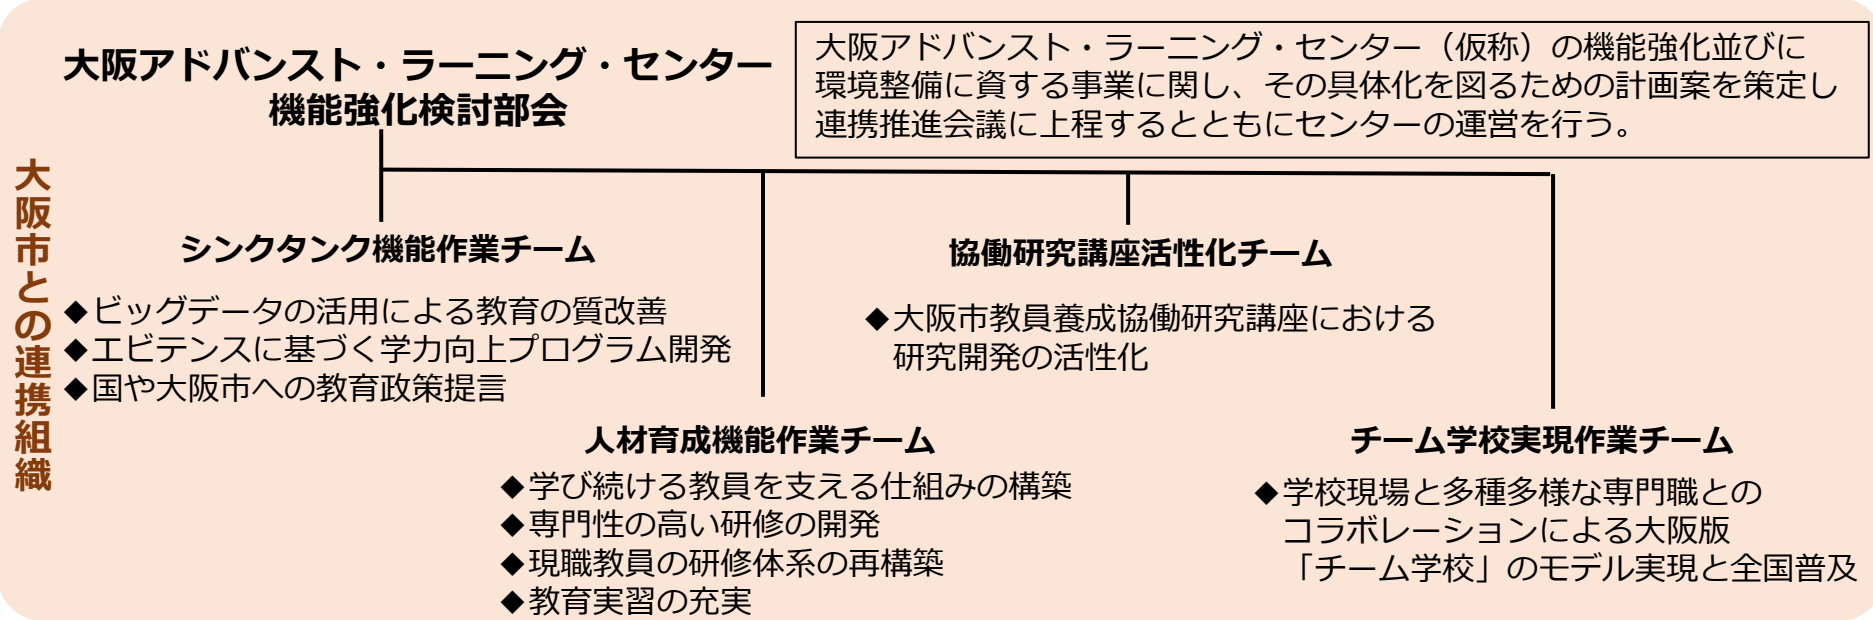 大阪アドバンスト・ラーニング・センター
機能強化検討部会
大阪アドバンスト・ラーニング・センター（仮称）の機能強化並びに
環境整備に資する事業に関し、その具体化を図るための計画案を策定し
連携推進会議に上程するとともにセンターの運営を行う。
大阪市との連携組織
シンクタンク機能作業チーム
◆ビッグデータの活用による教育の質改善
◆エビテンスに基づく学力向上プログラム開発
◆国や大阪市への教育政策提言
協働研究講座活性化チーム
◆大阪市教員養成協働研究講座における
研究開発の活性化
人材育成機能作業チーム
◆学び続ける教員を支える仕組みの構築
◆専門性の高い研修の開発
◆現職教員の研修体系の再構築
◆教育実習の充実
チーム学校実現作業チーム
◆学校現場と多種多様な専門職との
コラボレーションによる大阪版
「チーム学校」のモデル実現と全国普及